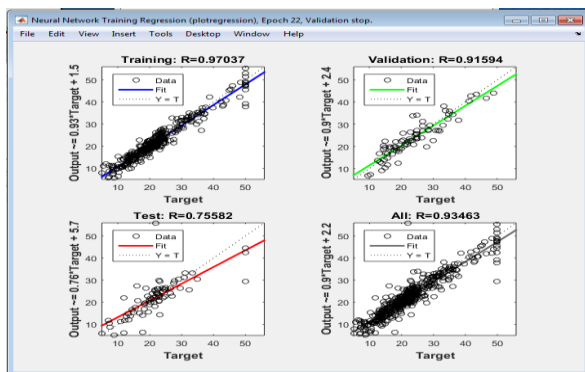 Neural Network Training Regression (plotregression), Epoch 22, Validation stop.
File Edit View Insert Tools Desktop Window Help
Training: R=0.97037
Output ~= 0.93*Target + 1.5
50
40
30
20
10
Data
Fit
Y = T
10 20 30 40 50
Target
Validation: R=0.91594
Output ~= 0.9*Target + 2.4
50
40
30
20
10
Data
Fit
Y = T
10 20 30 40 50
Target
Test: R=0.75582
Output ~= 0.76*Target + 5.7
50
40
30
20
10
Data
Fit
Y = T
10 20 30 40 50
Target
All: R=0.93463
Output ~= 0.9*Target + 2.2
50
40
30
20
10
Data
Fit
Y = T
10 20 30 40 50
Target